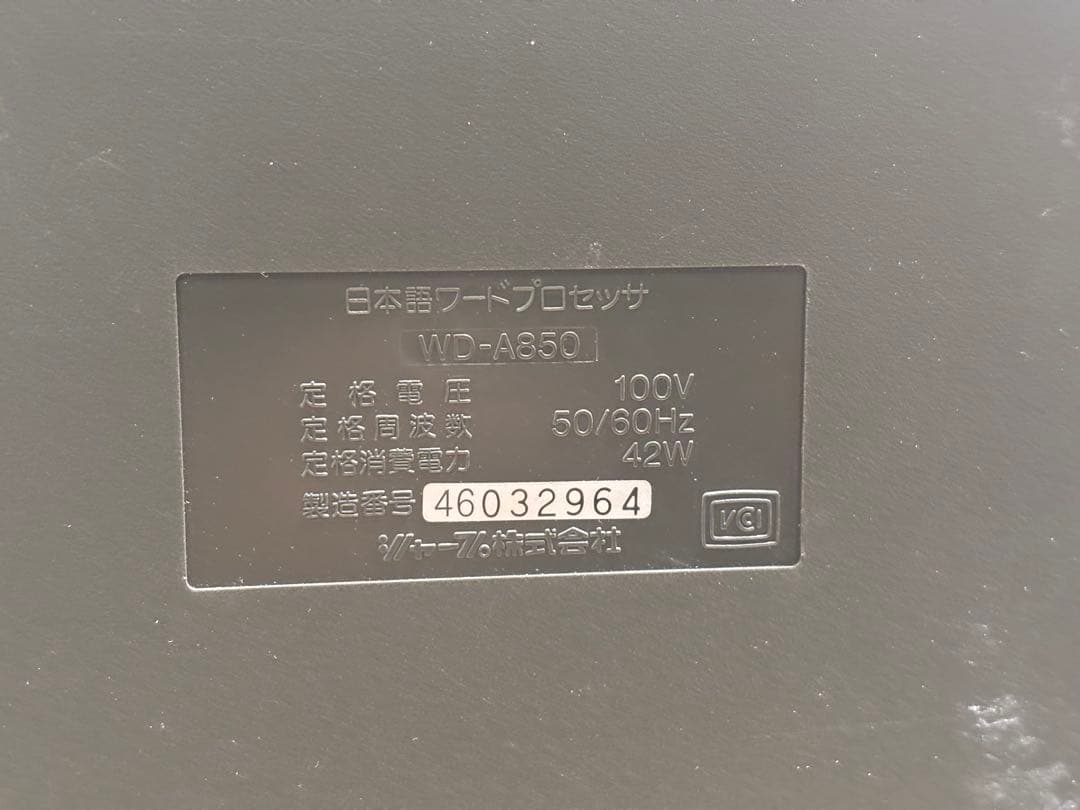 日本語ワードプロセッサ
WD-A850
定格電圧 100V
定格周波数 50/60Hz
定格消費電力 42W
製造番号 46032964
シャープ株式会社
VCI